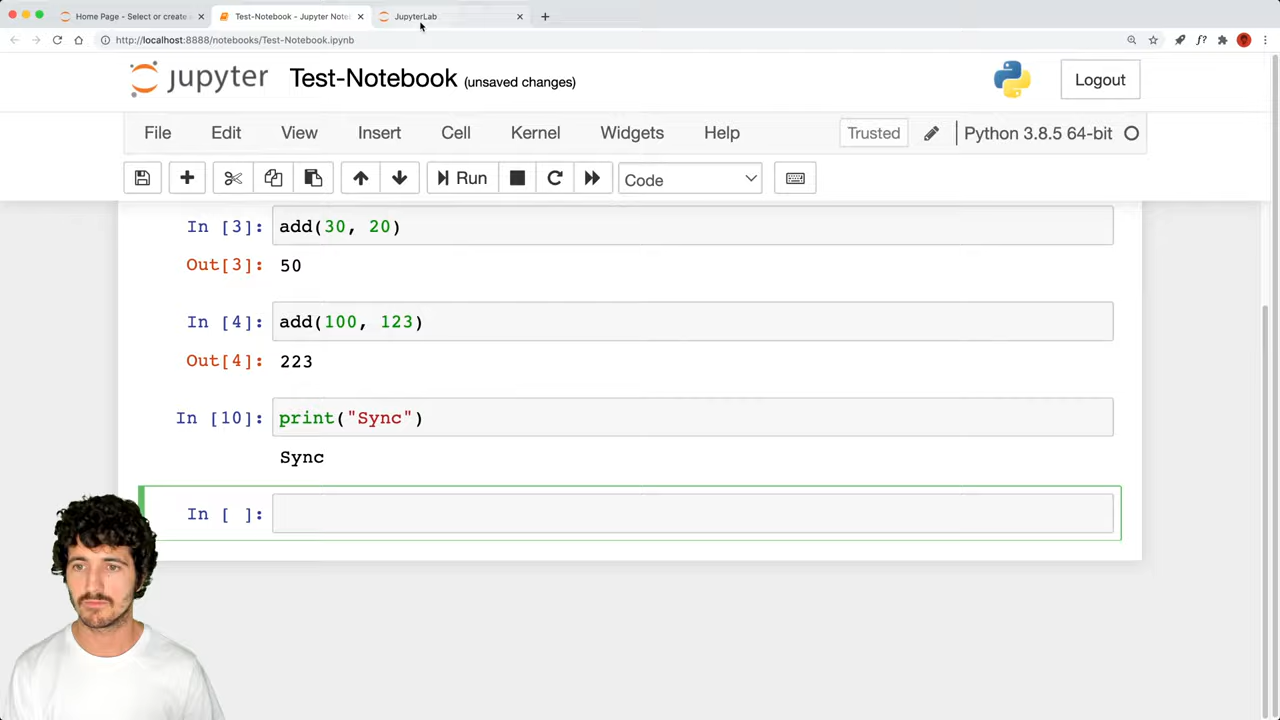 Home Page - Select or create
Test-Notebook - Jupyter Note
JupyterLab
http://localhost:8888/notebooks/Test-Notebook.ipynb
f?
jupyter Test-Notebook (unsaved changes)
Logout
File Edit View Insert Cell Kernel Widgets Help Trusted Python 3.8.5 64-bit
Run Code
In [3]: add(30, 20)
Out[3]: 50
In [4]: add(100, 123)
Out[4]: 223
In [10]: print("Sync")
Sync
In [ ]: